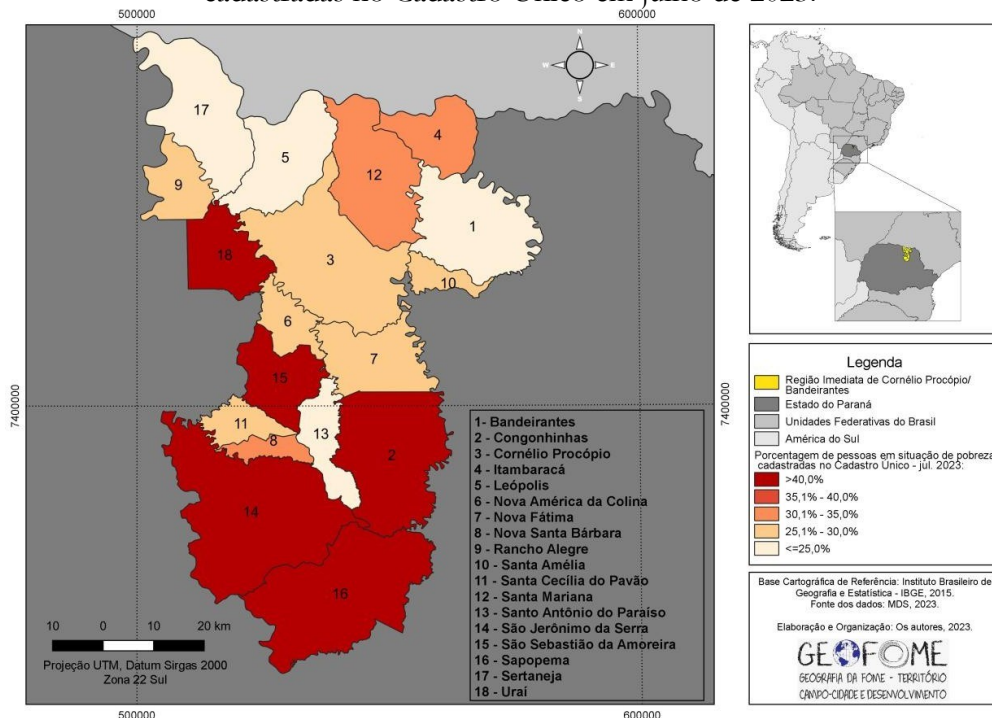 cadastradas no Cadastro Único em julho de 2023.
500000
600000
N
W
E
S
17
5
4
9
12
1
18
3
10
6
7
15
11
8
13
2
14
16
7400000
7400000
1- Bandeirantes
2 - Congonhinhas
3 - Cornélio Procópio
4 - Itambaracá
5 - Leópolis
6 - Nova América da Colina
7 - Nova Fátima
8 - Nova Santa Bárbara
9 - Rancho Alegre
10 - Santa Amélia
11 - Santa Cecília do Pavão
12 - Santa Mariana
13 - Santo Antônio do Paraíso
14 - São Jerônimo da Serra
15 - São Sebastião da Amoreira
16 - Sapopema
17 - Sertaneja
18 - Uraí
10 0 10 20 km
Projeção UTM, Datum Sirgas 2000
Zona 22 Sul
500000
600000
Legenda
Região Imediata de Cornélio Procópio/
Bandeirantes
Estado do Paraná
Unidades Federativas do Brasil
América do Sul
Porcentagem de pessoas em situação de pobreza
cadastradas no Cadastro Único - jul. 2023:
>40,0%
35,1% - 40,0%
30,1% - 35,0%
25,1% - 30,0%
<=25,0%
Base Cartográfica de Referência: Instituto Brasileiro de
Geografia e Estatística - IBGE, 2015.
Fonte dos dados: MDS, 2023.
Elaboração e Organização: Os autores, 2023.
GEOFOME
GEOGRAFIA DA FOME - TERRITÓRIO
CAMPO-CIDADE E DESENVOLVIMENTO